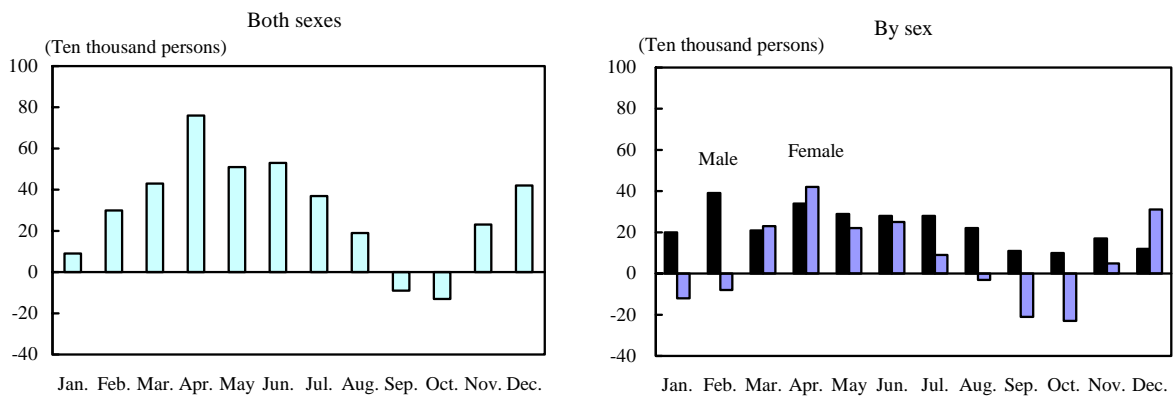 Both sexes
(Ten thousand persons)
100
80
60
40
20
0
-20
-40
Jan. Feb. Mar. Apr. May Jun. Jul. Aug. Sep. Oct. Nov. Dec.
By sex
(Ten thousand persons)
100
80
60
40
20
0
-20
-40
Male Female
Jan. Feb. Mar. Apr. May Jun. Jul. Aug. Sep. Oct. Nov. Dec.